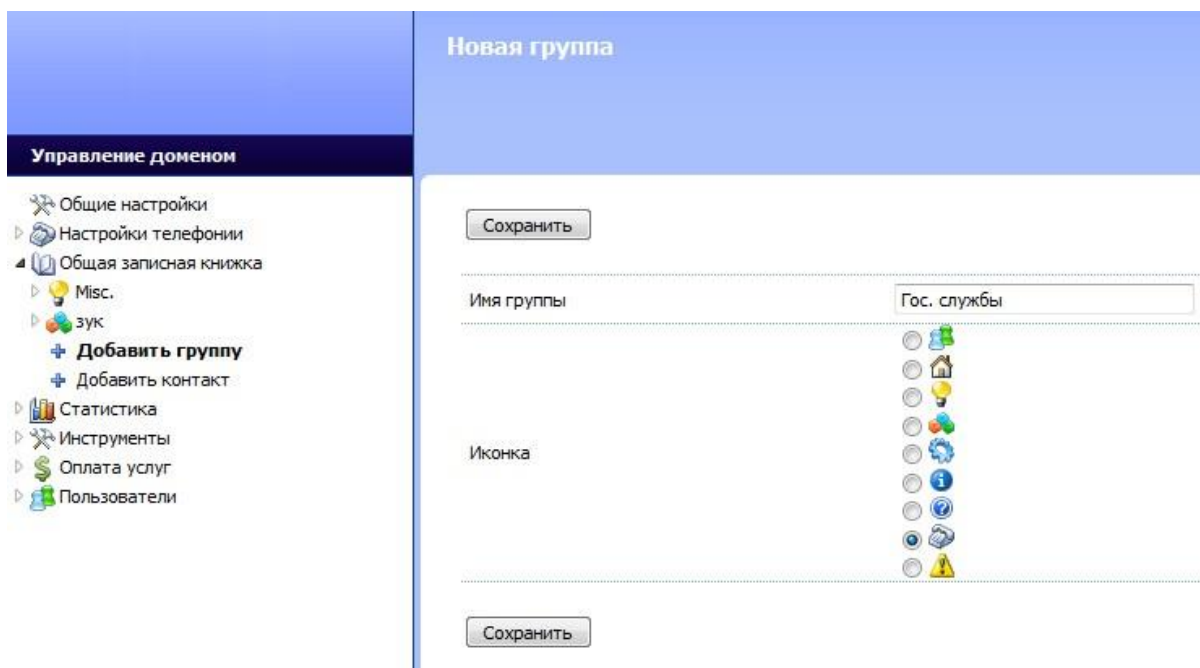 Новая группа
Управление доменом
Общие настройки
Настройки телефонии
Общая записная книжка
Misc.
зук
Добавить группу
Добавить контакт
Статистика
Инструменты
Оплата услуг
Пользователи
Сохранить
Имя группы
Гос. службы
Иконка
Сохранить